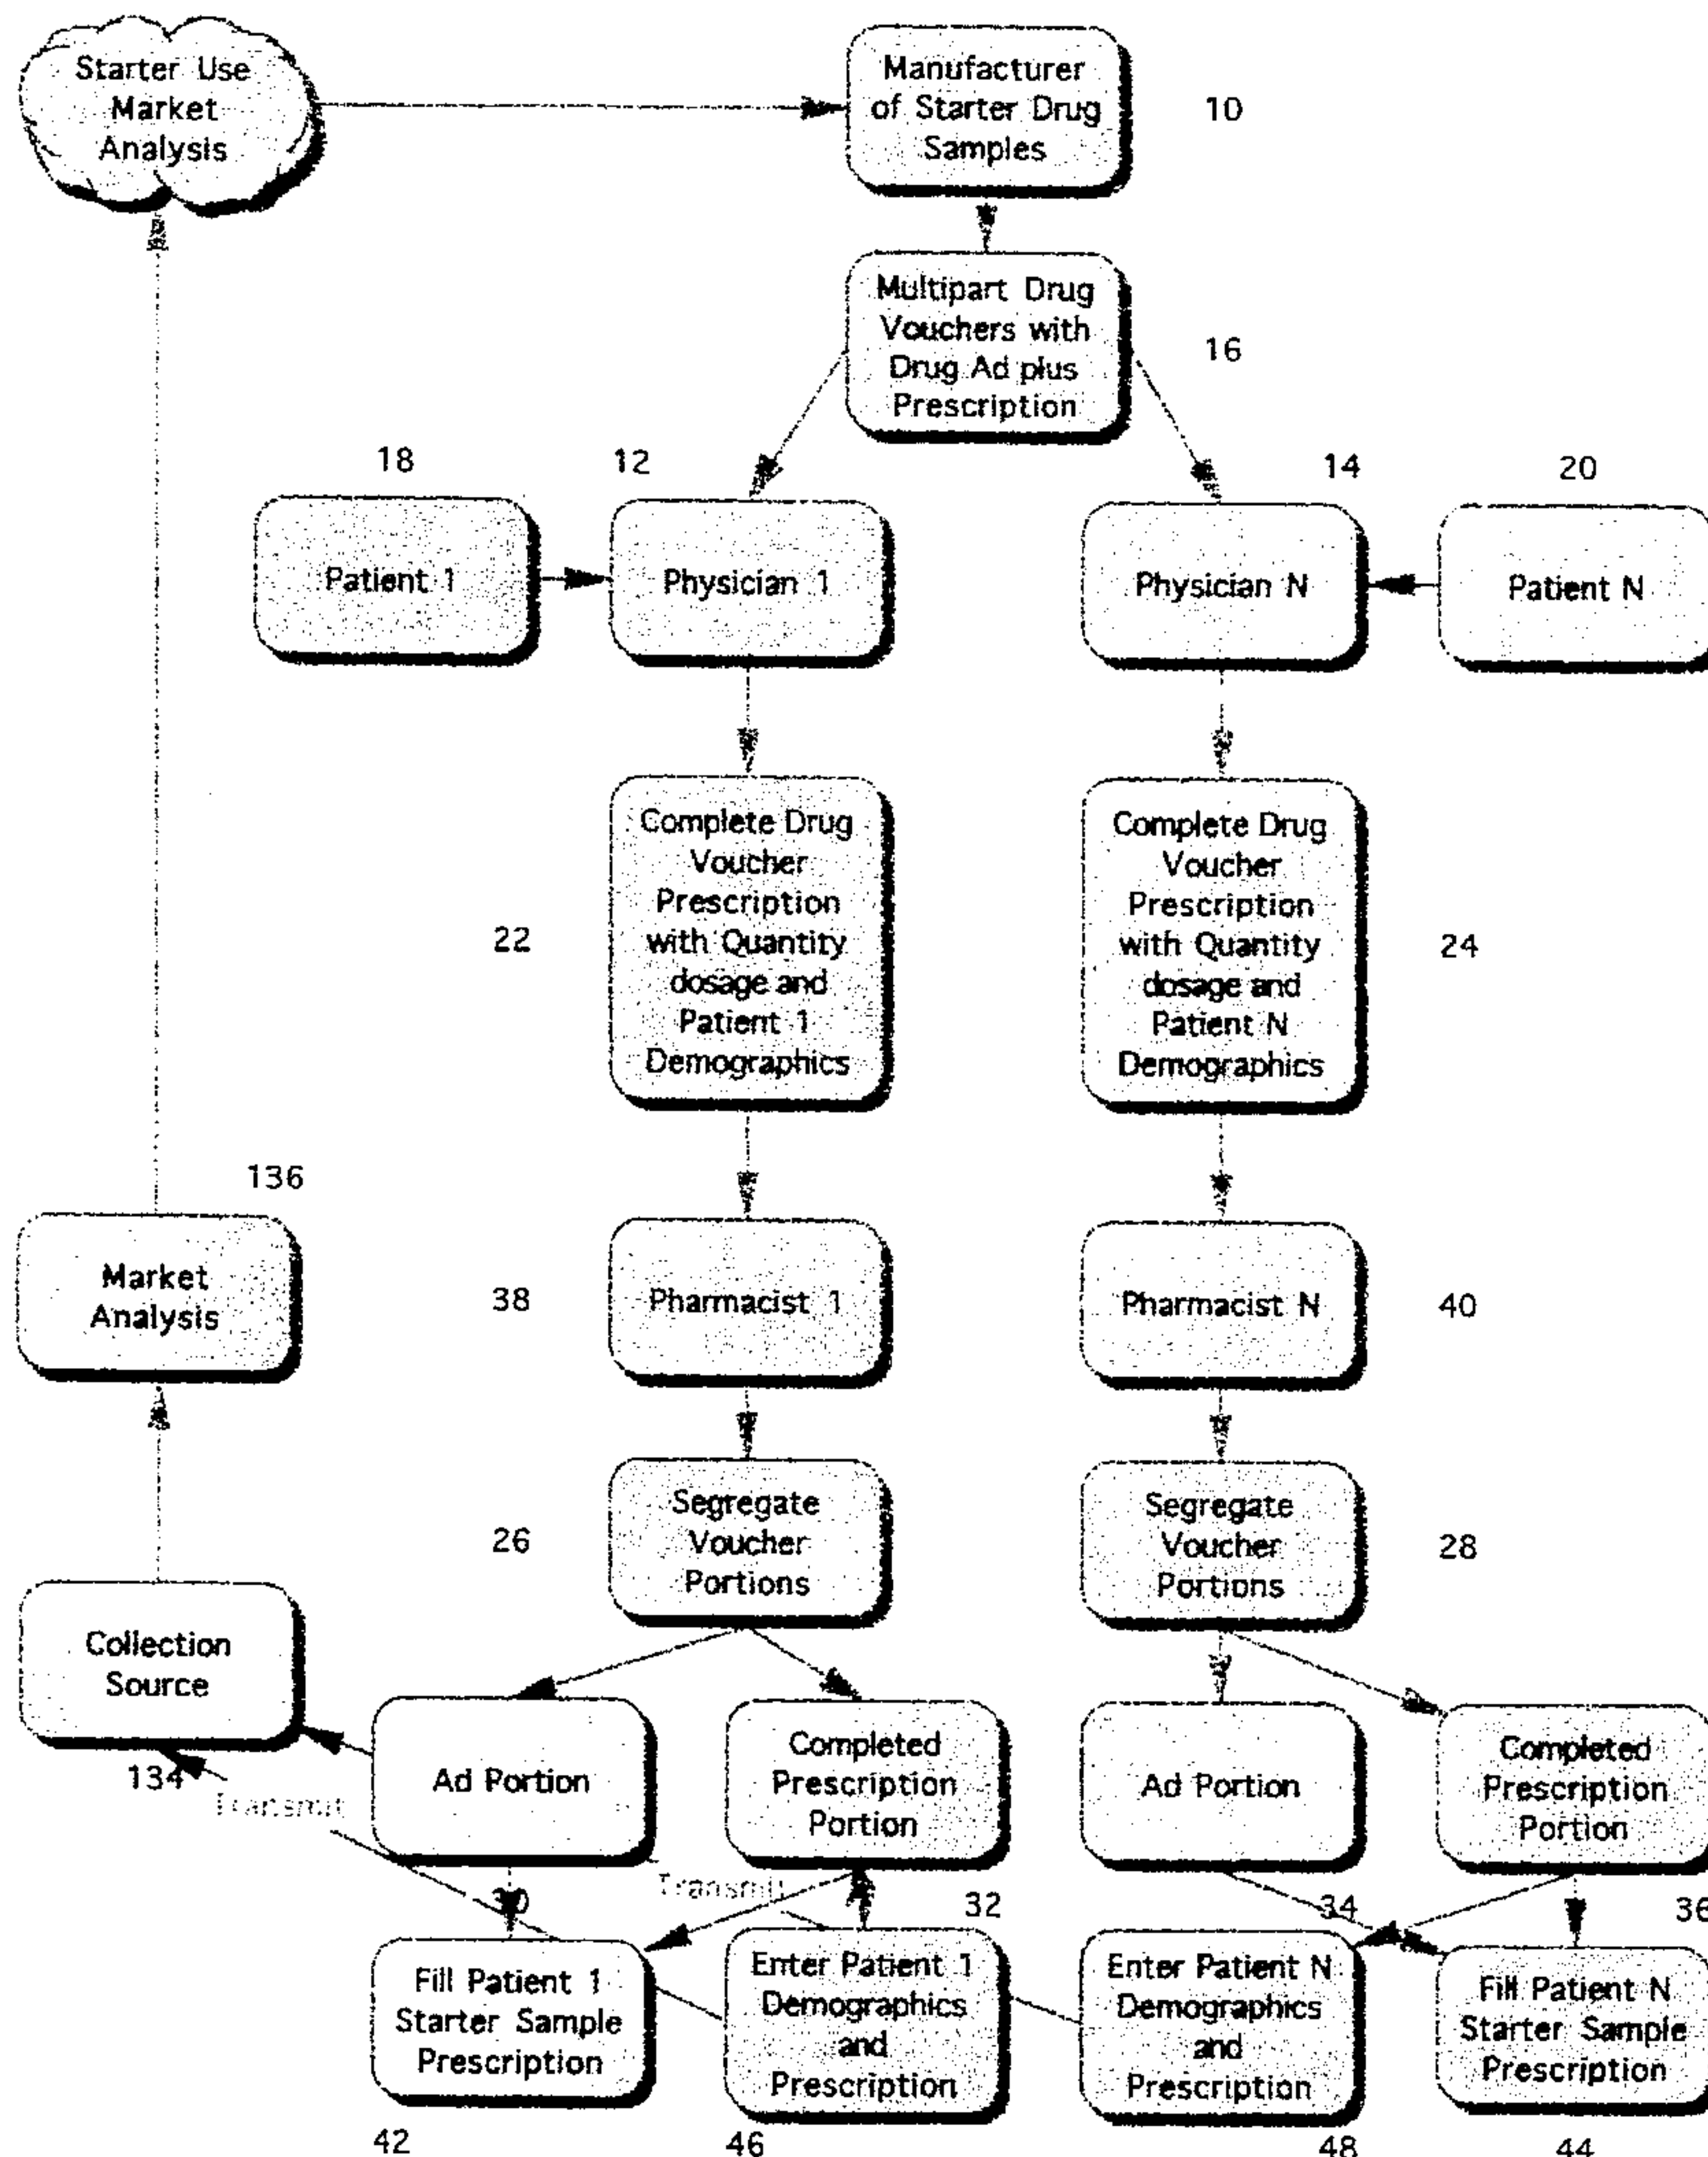 Starter Use
Market
Analysis
Manufacturer
of Starter Drug
Samples
10
Multipart Drug
Vouchers with
Drug Ad plus
Prescription
16
18
12
14
20
Patient 1
Physician 1
Physician N
Patient N
Complete Drug
Voucher
Prescription
with Quantity
dosage and
Patient 1
Demographics
22
Complete Drug
Voucher
Prescription
with Quantity
dosage and
Patient N
Demographics
24
136
Market
Analysis
38
Pharmacist 1
Pharmacist N
40
26
Segregate
Voucher
Portions
Segregate
Voucher
Portions
28
Collection
Source
134
Transmit
Ad Portion
Completed
Prescription
Portion
Ad Portion
Completed
Prescription
Portion
30
Transmit
32
34
36
Fill Patient 1
Starter Sample
Prescription
Enter Patient 1
Demographics
and
Prescription
Enter Patient N
Demographics
and
Prescription
Fill Patient N
Starter Sample
Prescription
42
46
48
44